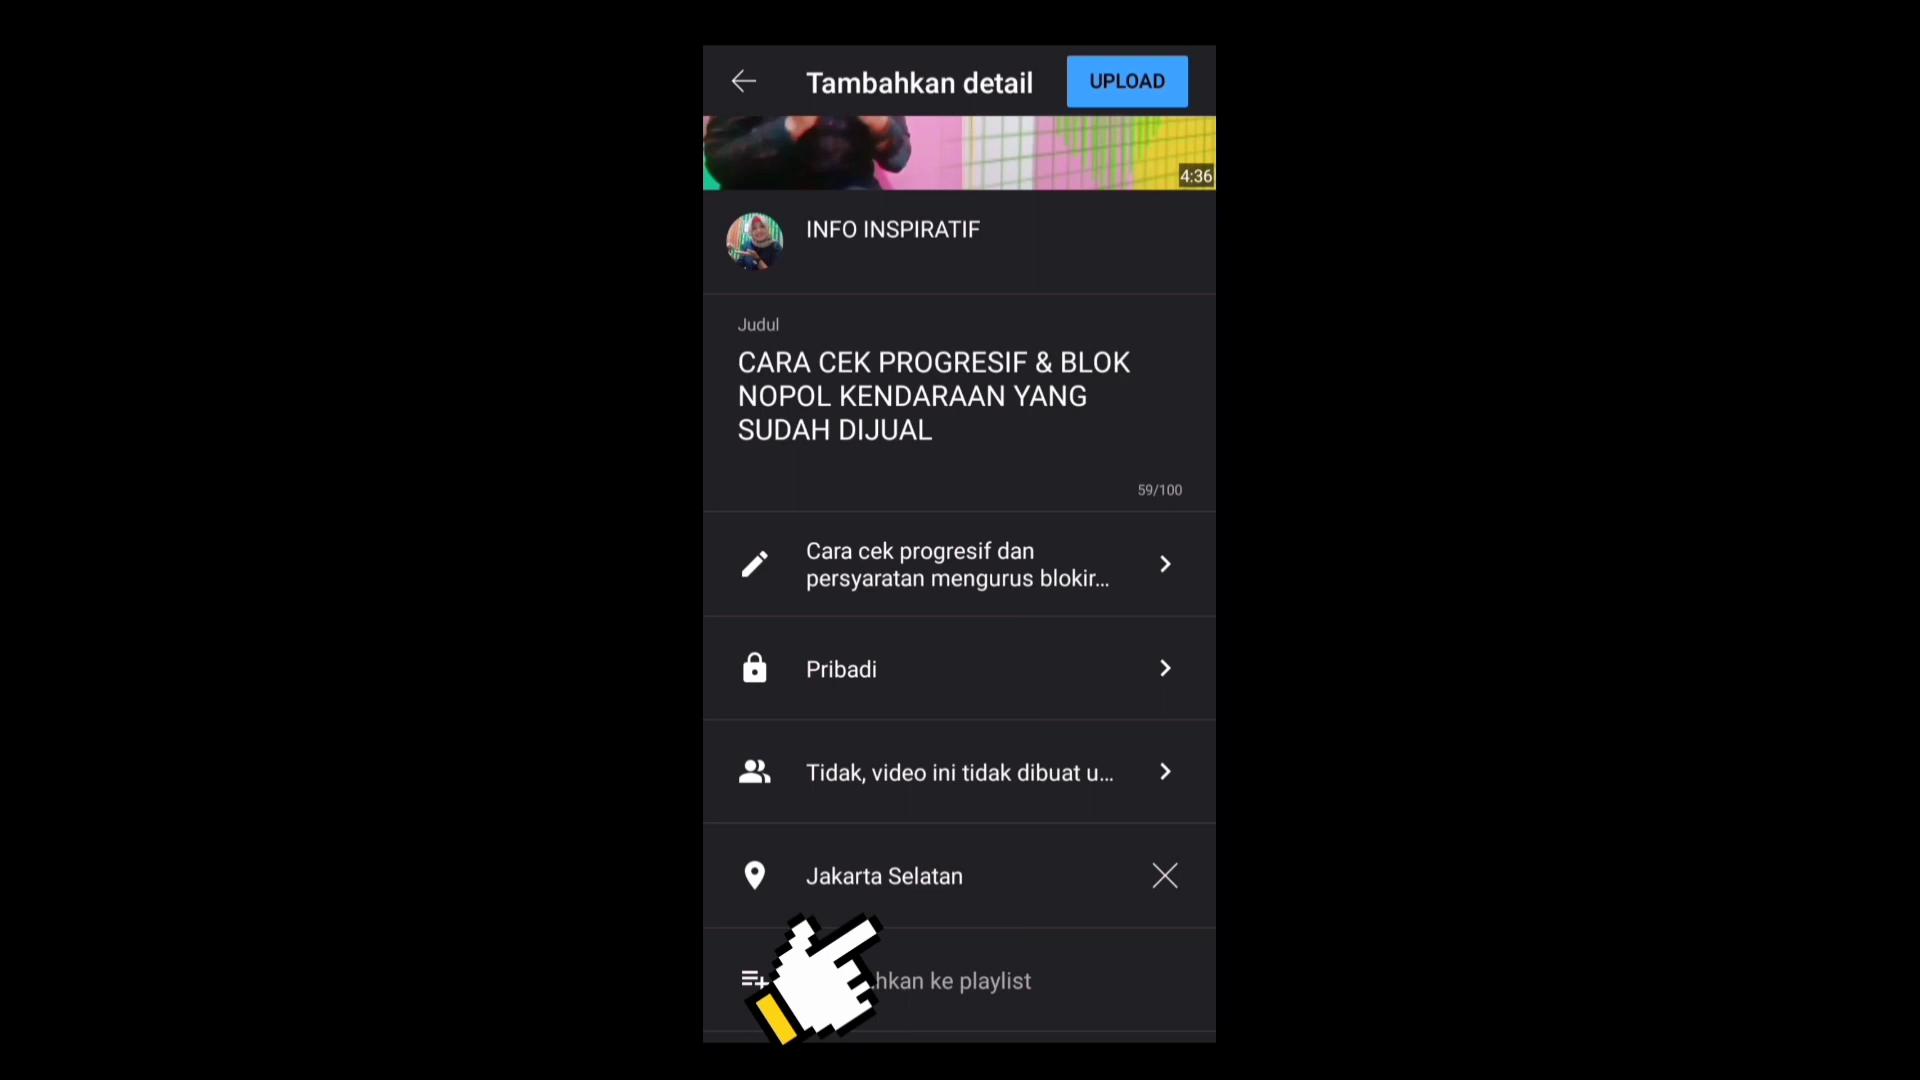 Tambahkan detail
UPLOAD
4:36
INFO INSPIRATIF
Judul
CARA CEK PROGRESIF & BLOK
NOPOL KENDARAAN YANG
SUDAH DIJUAL
59/100
Cara cek progresif dan
persyaratan mengurus blokir...
Pribadi
Tidak, video ini tidak dibuat u...
Jakarta Selatan
hkan ke playlist